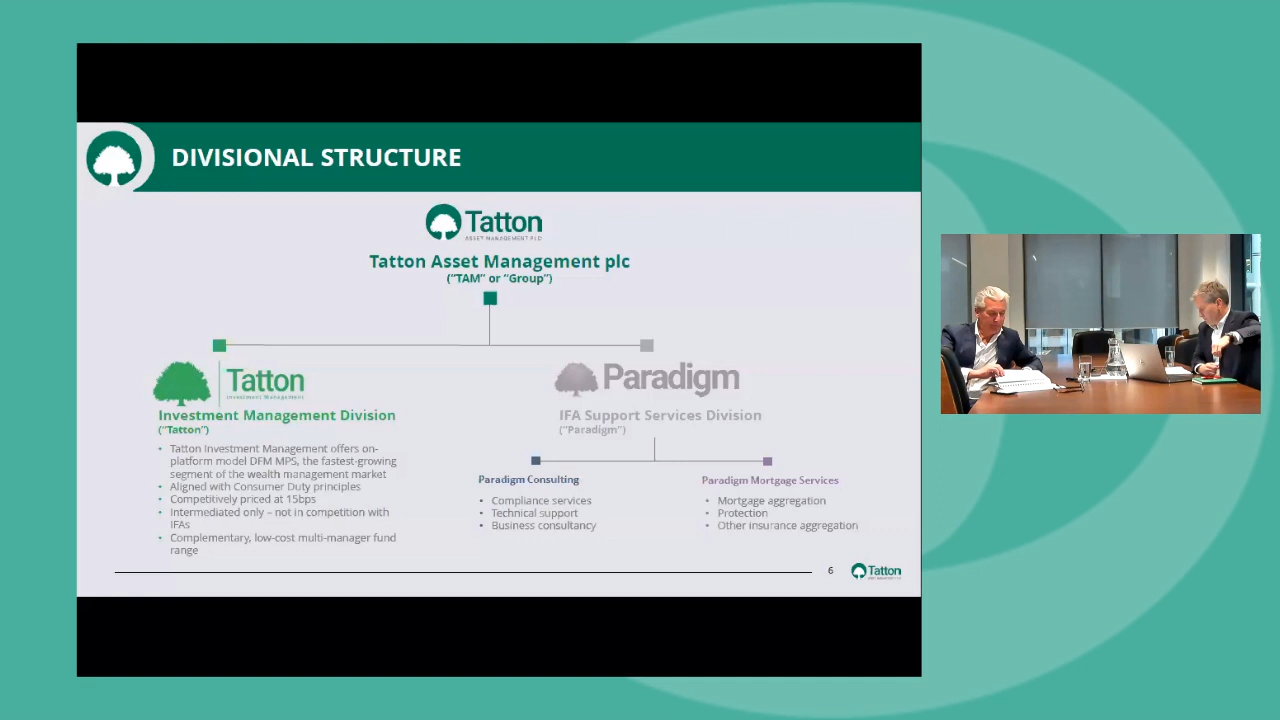 DIVISIONAL STRUCTURE
Tatton
ASSET MANAGEMENT PLC
Tatton Asset Management plc
("TAM" or "Group")
Tatton
Investment Management
Investment Management Division
("Tatton")
• Tatton Investment Management offers on-
platform model DFM MPS, the fastest-growing
segment of the wealth management market
• Aligned with Consumer Duty principles
• Competitively priced at 15bps
• Intermediated only – not in competition with
IFAs
• Complementary, low-cost multi-manager fund
range
Paradigm
IFA Support Services Division
("Paradigm")
Paradigm Consulting
• Compliance services
• Technical support
• Business consultancy
Paradigm Mortgage Services
• Mortgage aggregation
• Protection
• Other insurance aggregation
6
Tatton